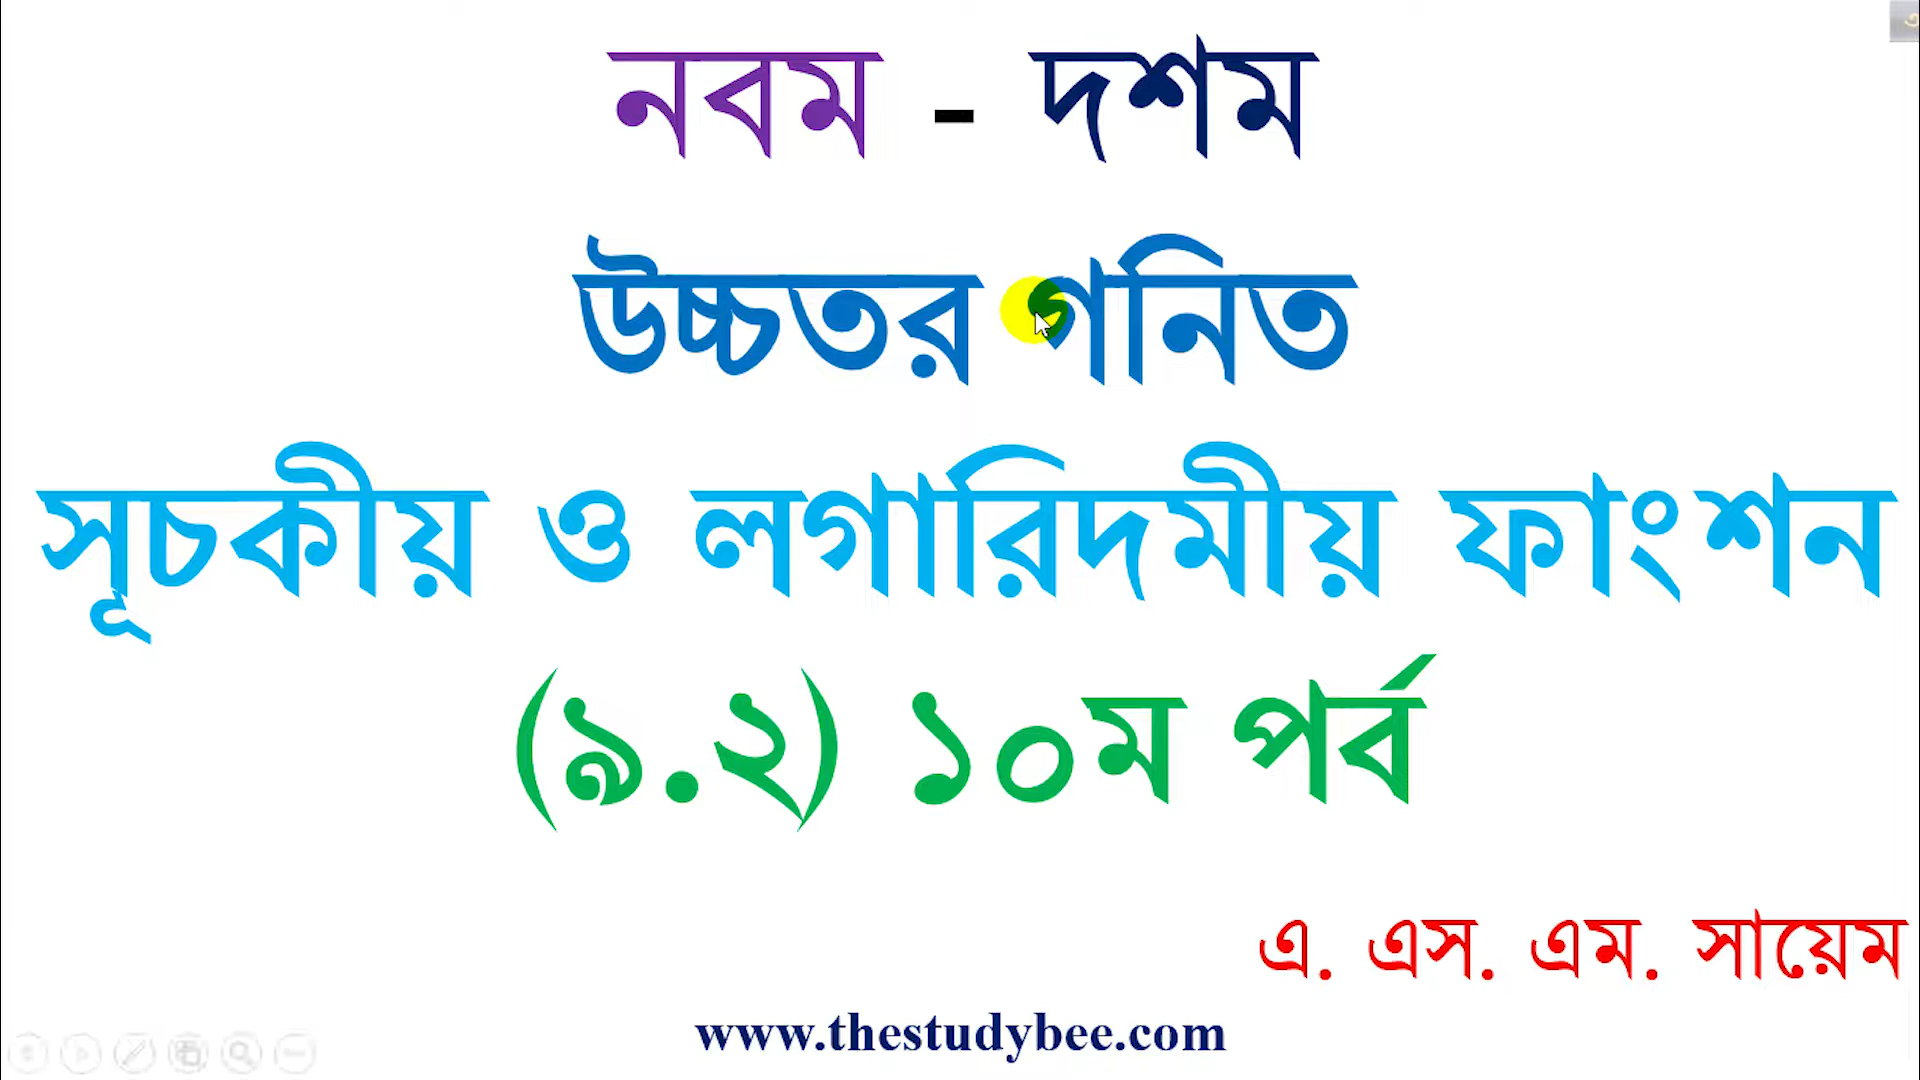 নবম - দশম
উচ্চতর গনিত
সূচকীয় ও লগারিদমীয় ফাংশন
(৯.২) ১০ম পর্ব
এ. এস. এম. সায়েম
www.thestudybee.com